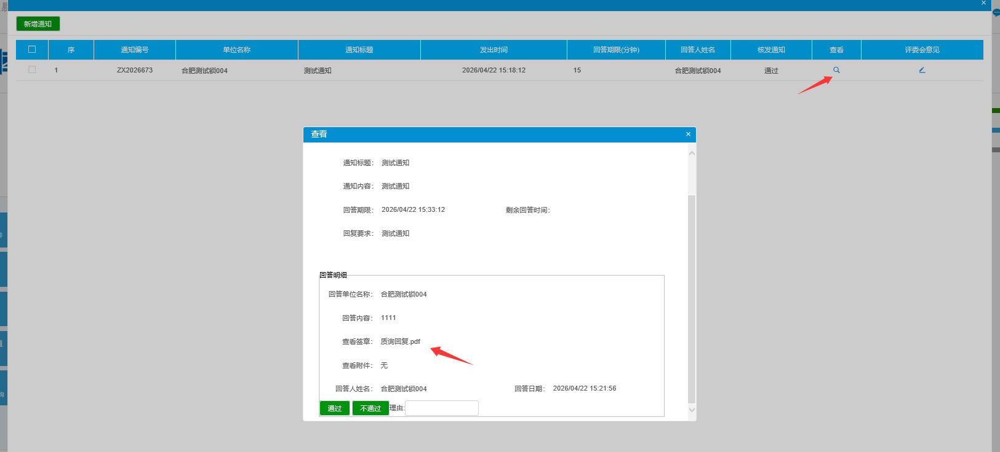 新增通知
序 通知编号 单位名称 通知标题 发出时间 回答期限(分钟) 回答人姓名 核发通知 查看 评委会意见
1 ZX2026673 合肥测试锁004 测试通知 2026/04/22 15:18:12 15 合肥测试锁004 通过
查看
通知标题： 测试通知
通知内容： 测试通知
回答期限： 2026/04/22 15:33:12 剩余回答时间：
回复要求： 测试通知
回答明细
回答单位名称： 合肥测试锁004
回答内容： 1111
查看签章： 质询回复.pdf
查看附件： 无
回答人姓名： 合肥测试锁004 回答日期： 2026/04/22 15:21:56
通过 不通过 理由: